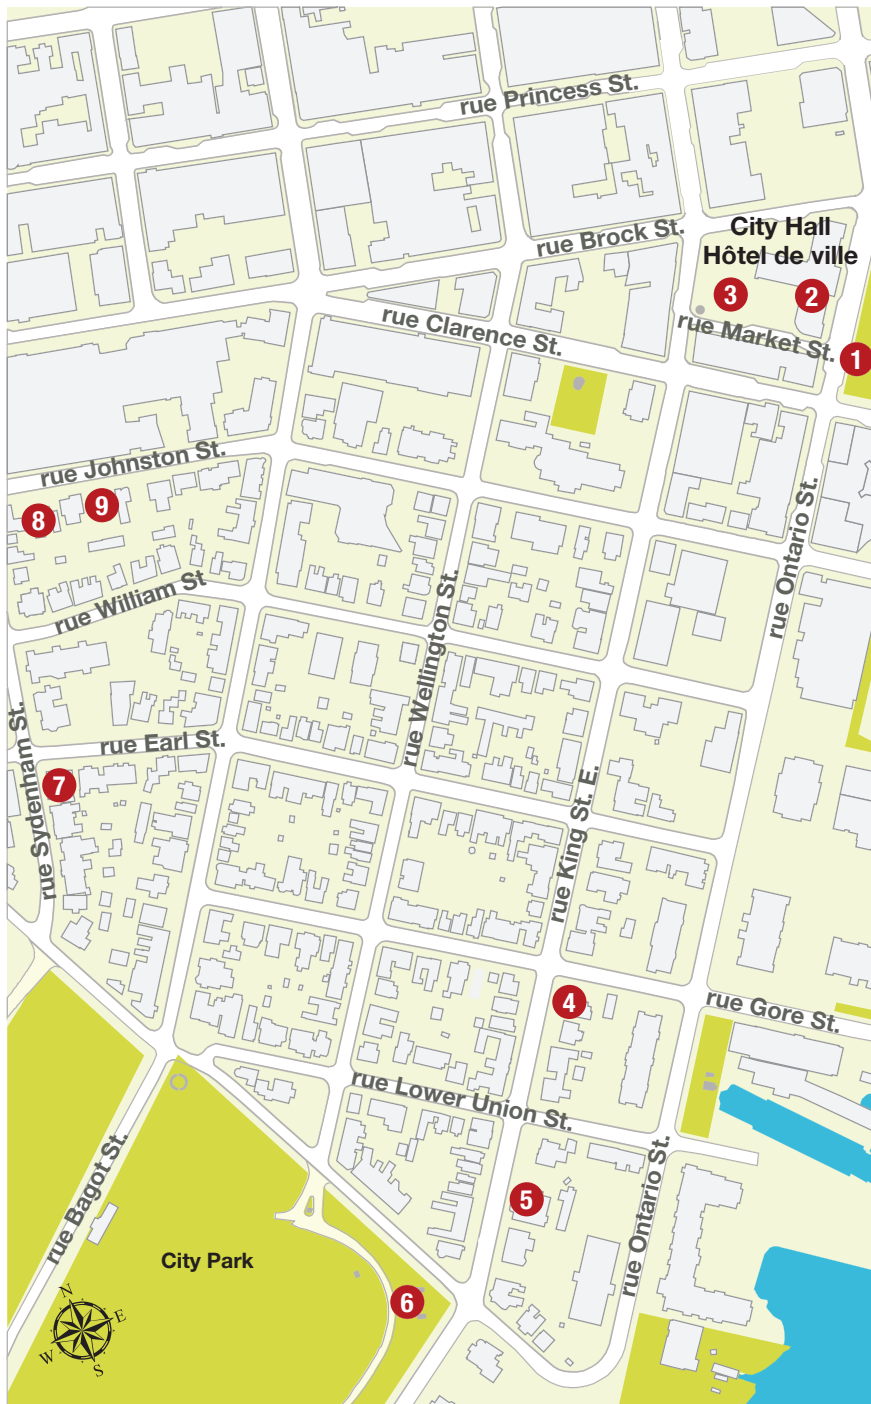 rue Princess St.
rue Brock St.
City Hall
Hôtel de ville
3
2
rue Clarence St.
rue Market St.
1
rue Johnston St.
8
9
rue Ontario St.
rue William St
rue Wellington St.
rue Earl St.
rue Sydenham St.
7
rue King St. E.
4
rue Gore St.
rue Lower Union St.
rue Bagot St.
5
rue Ontario St.
City Park
6
N
E
W
S